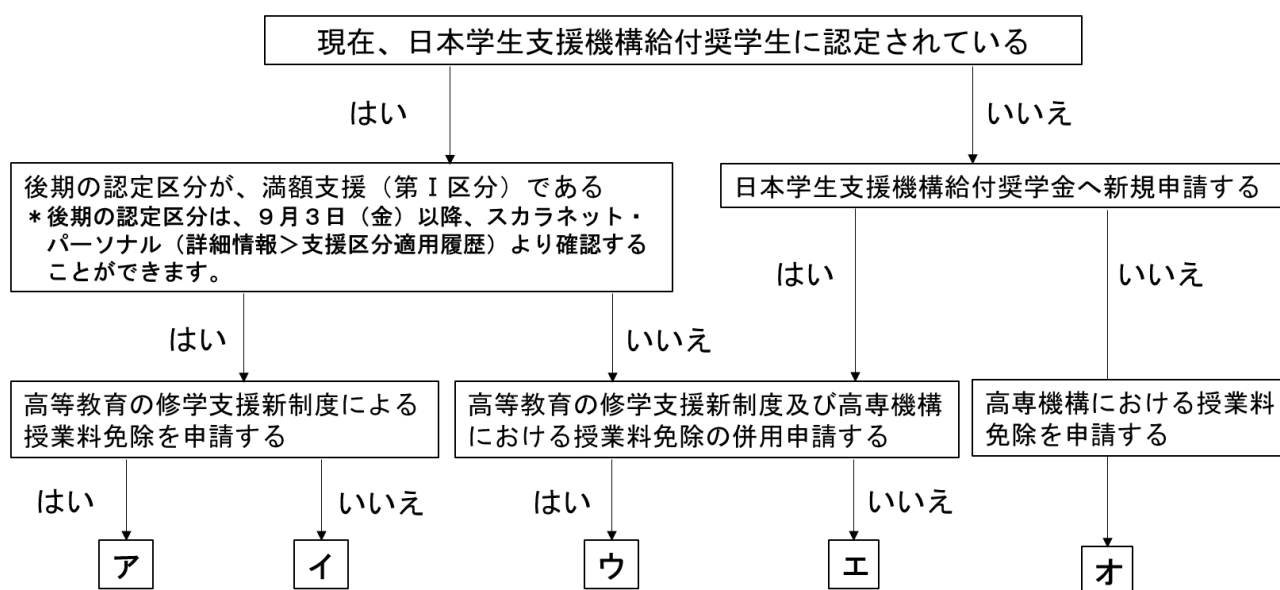 現在、日本学生支援機構給付奨学生に認定されている
はい
いいえ
後期の認定区分が、満額支援（第Ⅰ区分）である
＊後期の認定区分は、９月３日（金）以降、スカラネット・
パーソナル（詳細情報＞支援区分適用履歴）より確認する
ことができます。
日本学生支援機構給付奨学金へ新規申請する
はい
いいえ
はい
いいえ
高等教育の修学支援新制度による
授業料免除を申請する
高等教育の修学支援新制度及び高専機構
における授業料免除の併用申請する
高専機構における授業料
免除を申請する
はい
いいえ
はい
いいえ
ア
イ
ウ
エ
オ